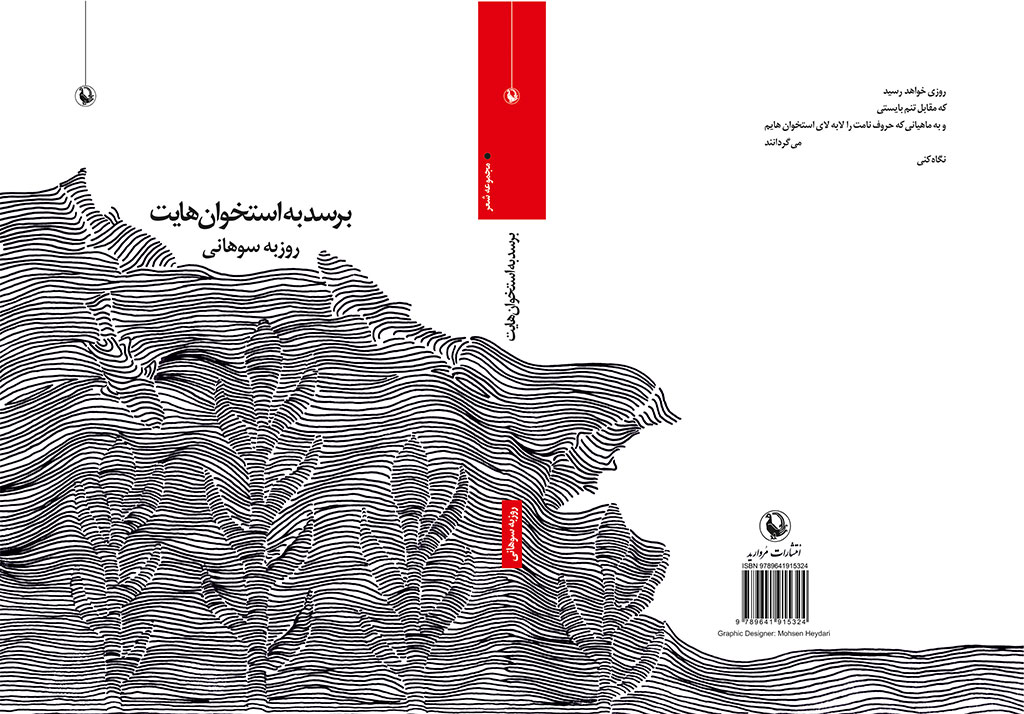 برسد به استخوان‌هایت
روزبه سوهانی
مجموعه شعر
برسد به استخوان‌هایت
روزبه سوهانی
روزی خواهد رسید
که مقابل تنم بایستی
و به ماهیانی که حروف نامت را لابه لای استخوان هایم
می‌گردانند
نگاه کنی
انتشارات مروارید
ISBN 9789641915324
9 789641 915324
Graphic Designer: Mohsen Heydari